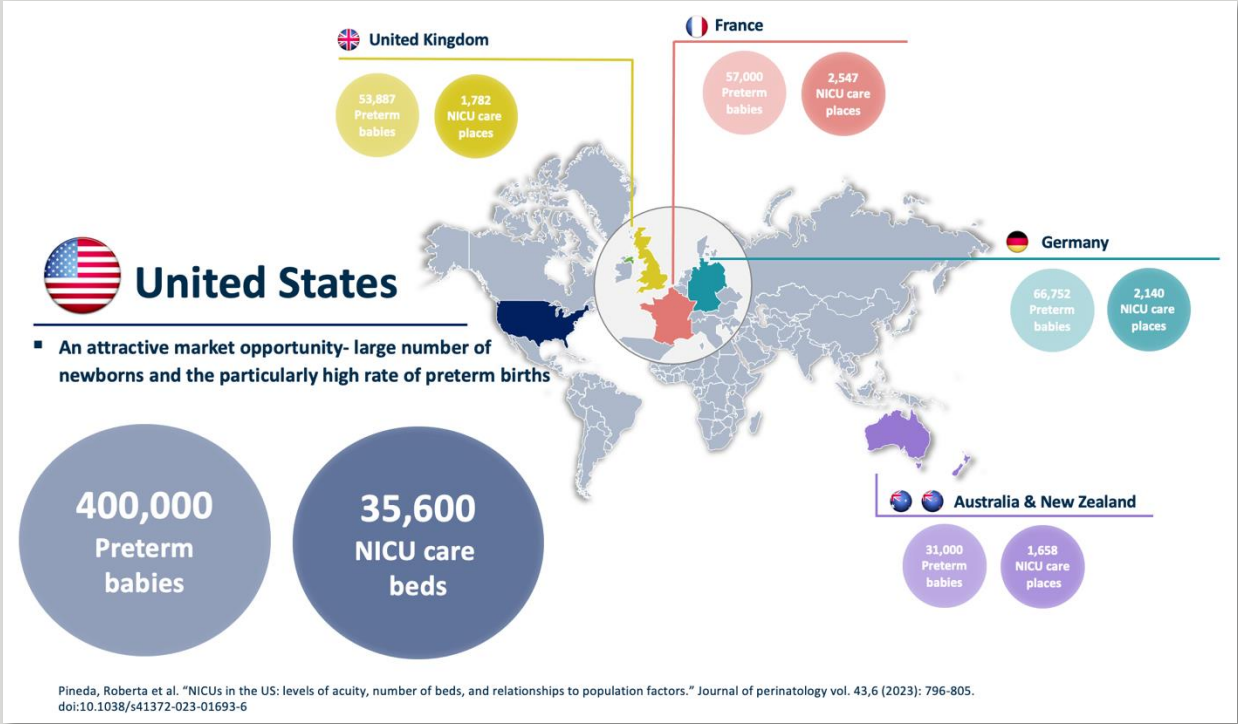 United Kingdom
53,887
Preterm
babies
1,782
NICU care
places
France
57,000
Preterm
babies
2,547
NICU care
places
Germany
66,752
Preterm
babies
2,140
NICU care
places
United States
▪ An attractive market opportunity- large number of
newborns and the particularly high rate of preterm births
400,000
Preterm
babies
35,600
NICU care
beds
Australia & New Zealand
31,000
Preterm
babies
1,658
NICU care
places
Pineda, Roberta et al. “NICUs in the US: levels of acuity, number of beds, and relationships to population factors.” Journal of perinatology vol. 43,6 (2023): 796-805.
doi:10.1038/s41372-023-01693-6